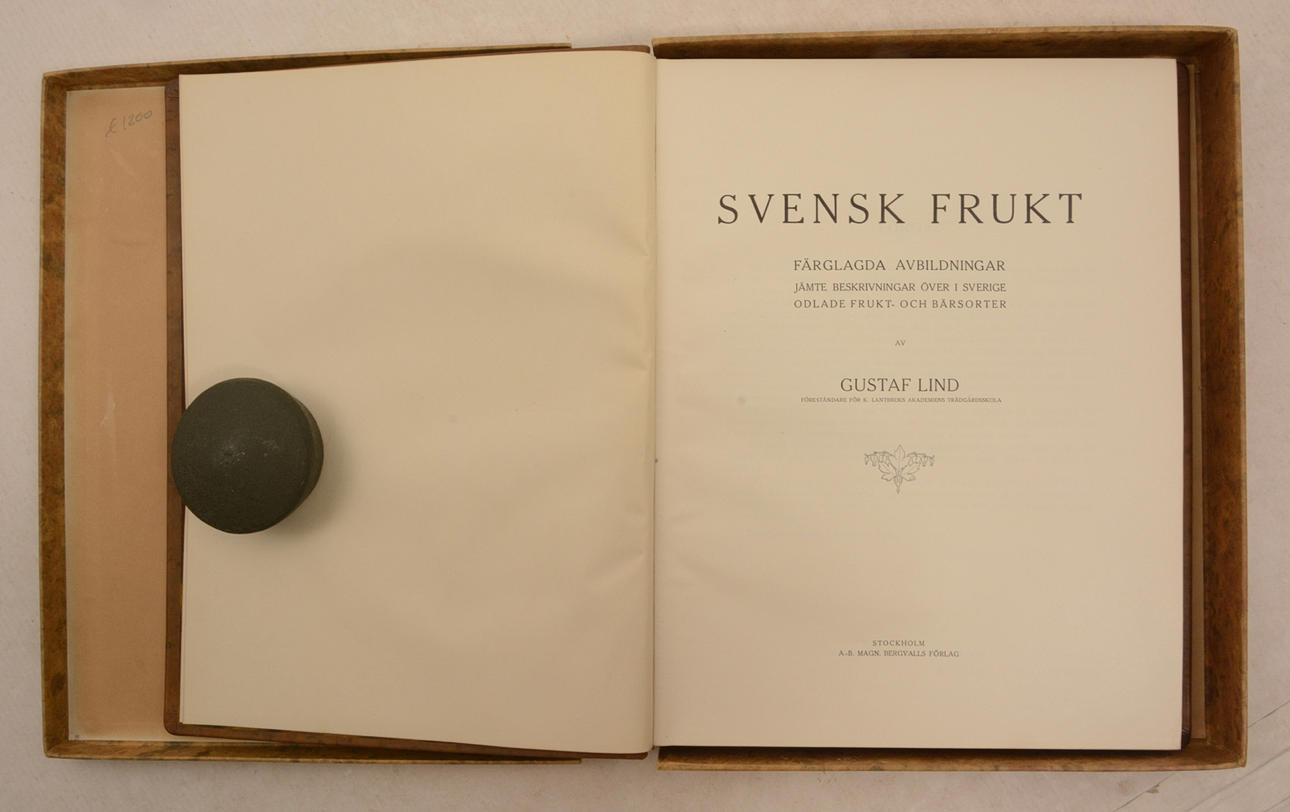 £ 1200
SVENSK FRUKT
FÄRGLAGDA AVBILDNINGAR
JÄMTE BESKRIVNINGAR ÖVER I SVERIGE
ODLADE FRUKT- OCH BÄRSORTER
AV
GUSTAF LIND
FÖRESTÅNDARE FÖR K. LANTBRUKS AKADEMIENS TRÄDGÅRDSSKOLA
STOCKHOLM
A.-B. MAGN. BERGVALLS FÖRLAG